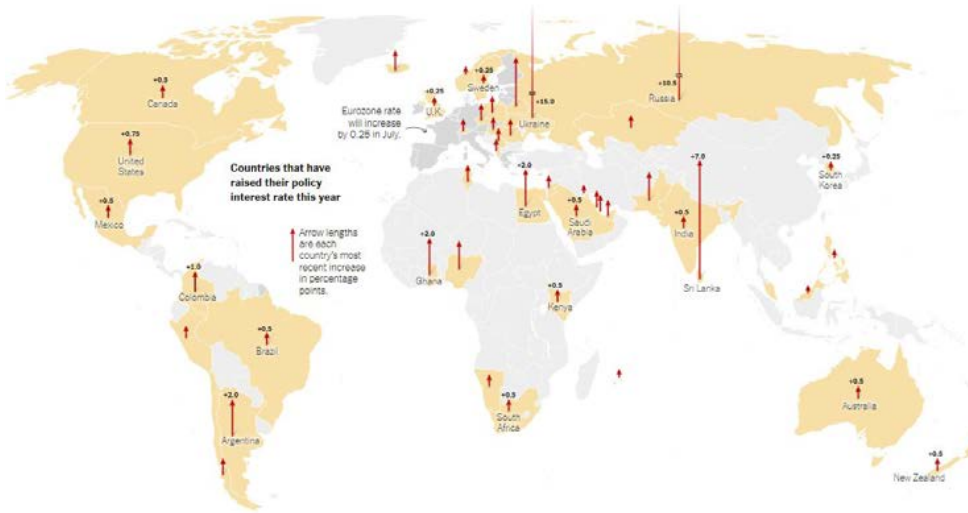 +0.5
Canada
+0.75
United
States
Countries that have
raised their policy
interest rate this year
+0.5
Mexico
Arrow lengths
are each
country's most
recent increase
in percentage
points.
+1.0
Colombia
+0.5
Brazil
+2.0
Argentina
+0.25
U.K.
Eurozone rate
will increase
by 0.25 in July.
+0.25
Sweden
+15.0
Ukraine
+10.5
Russia
+2.0
Egypt
+0.5
Saudi
Arabia
+7.0
Sri Lanka
+0.5
India
+0.25
South
Korea
+2.0
Ghana
+0.5
Kenya
+0.5
South
Africa
+0.5
Australia
+0.5
New Zealand